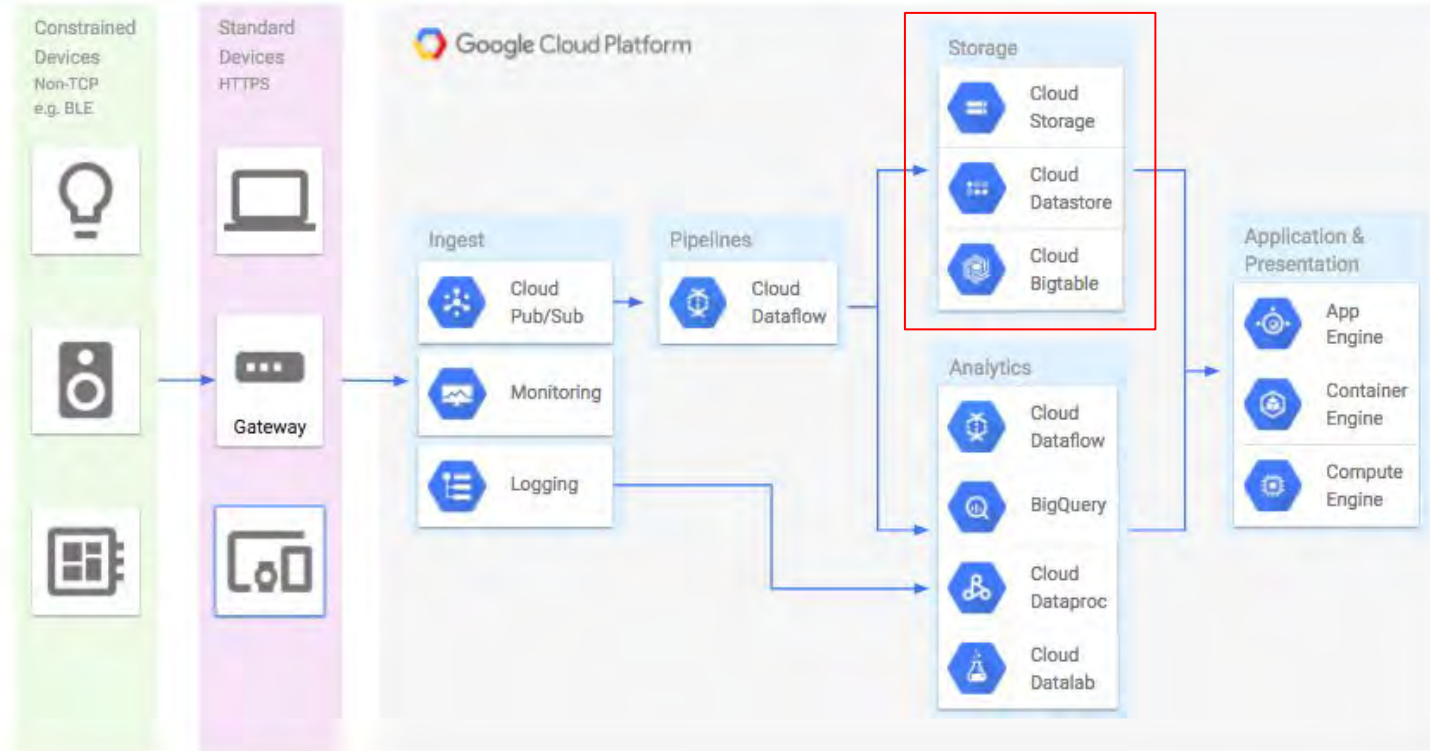 Constrained
Devices
Non-TCP
e.g. BLE
Standard
Devices
HTTPS
Google Cloud Platform
Ingest
Cloud
Pub/Sub
Monitoring
Logging
Gateway
Pipelines
Cloud
Dataflow
Storage
Cloud
Storage
Cloud
Datastore
Cloud
Bigtable
Analytics
Cloud
Dataflow
BigQuery
Cloud
Dataproc
Cloud
Datalab
Application &
Presentation
App
Engine
Container
Engine
Compute
Engine